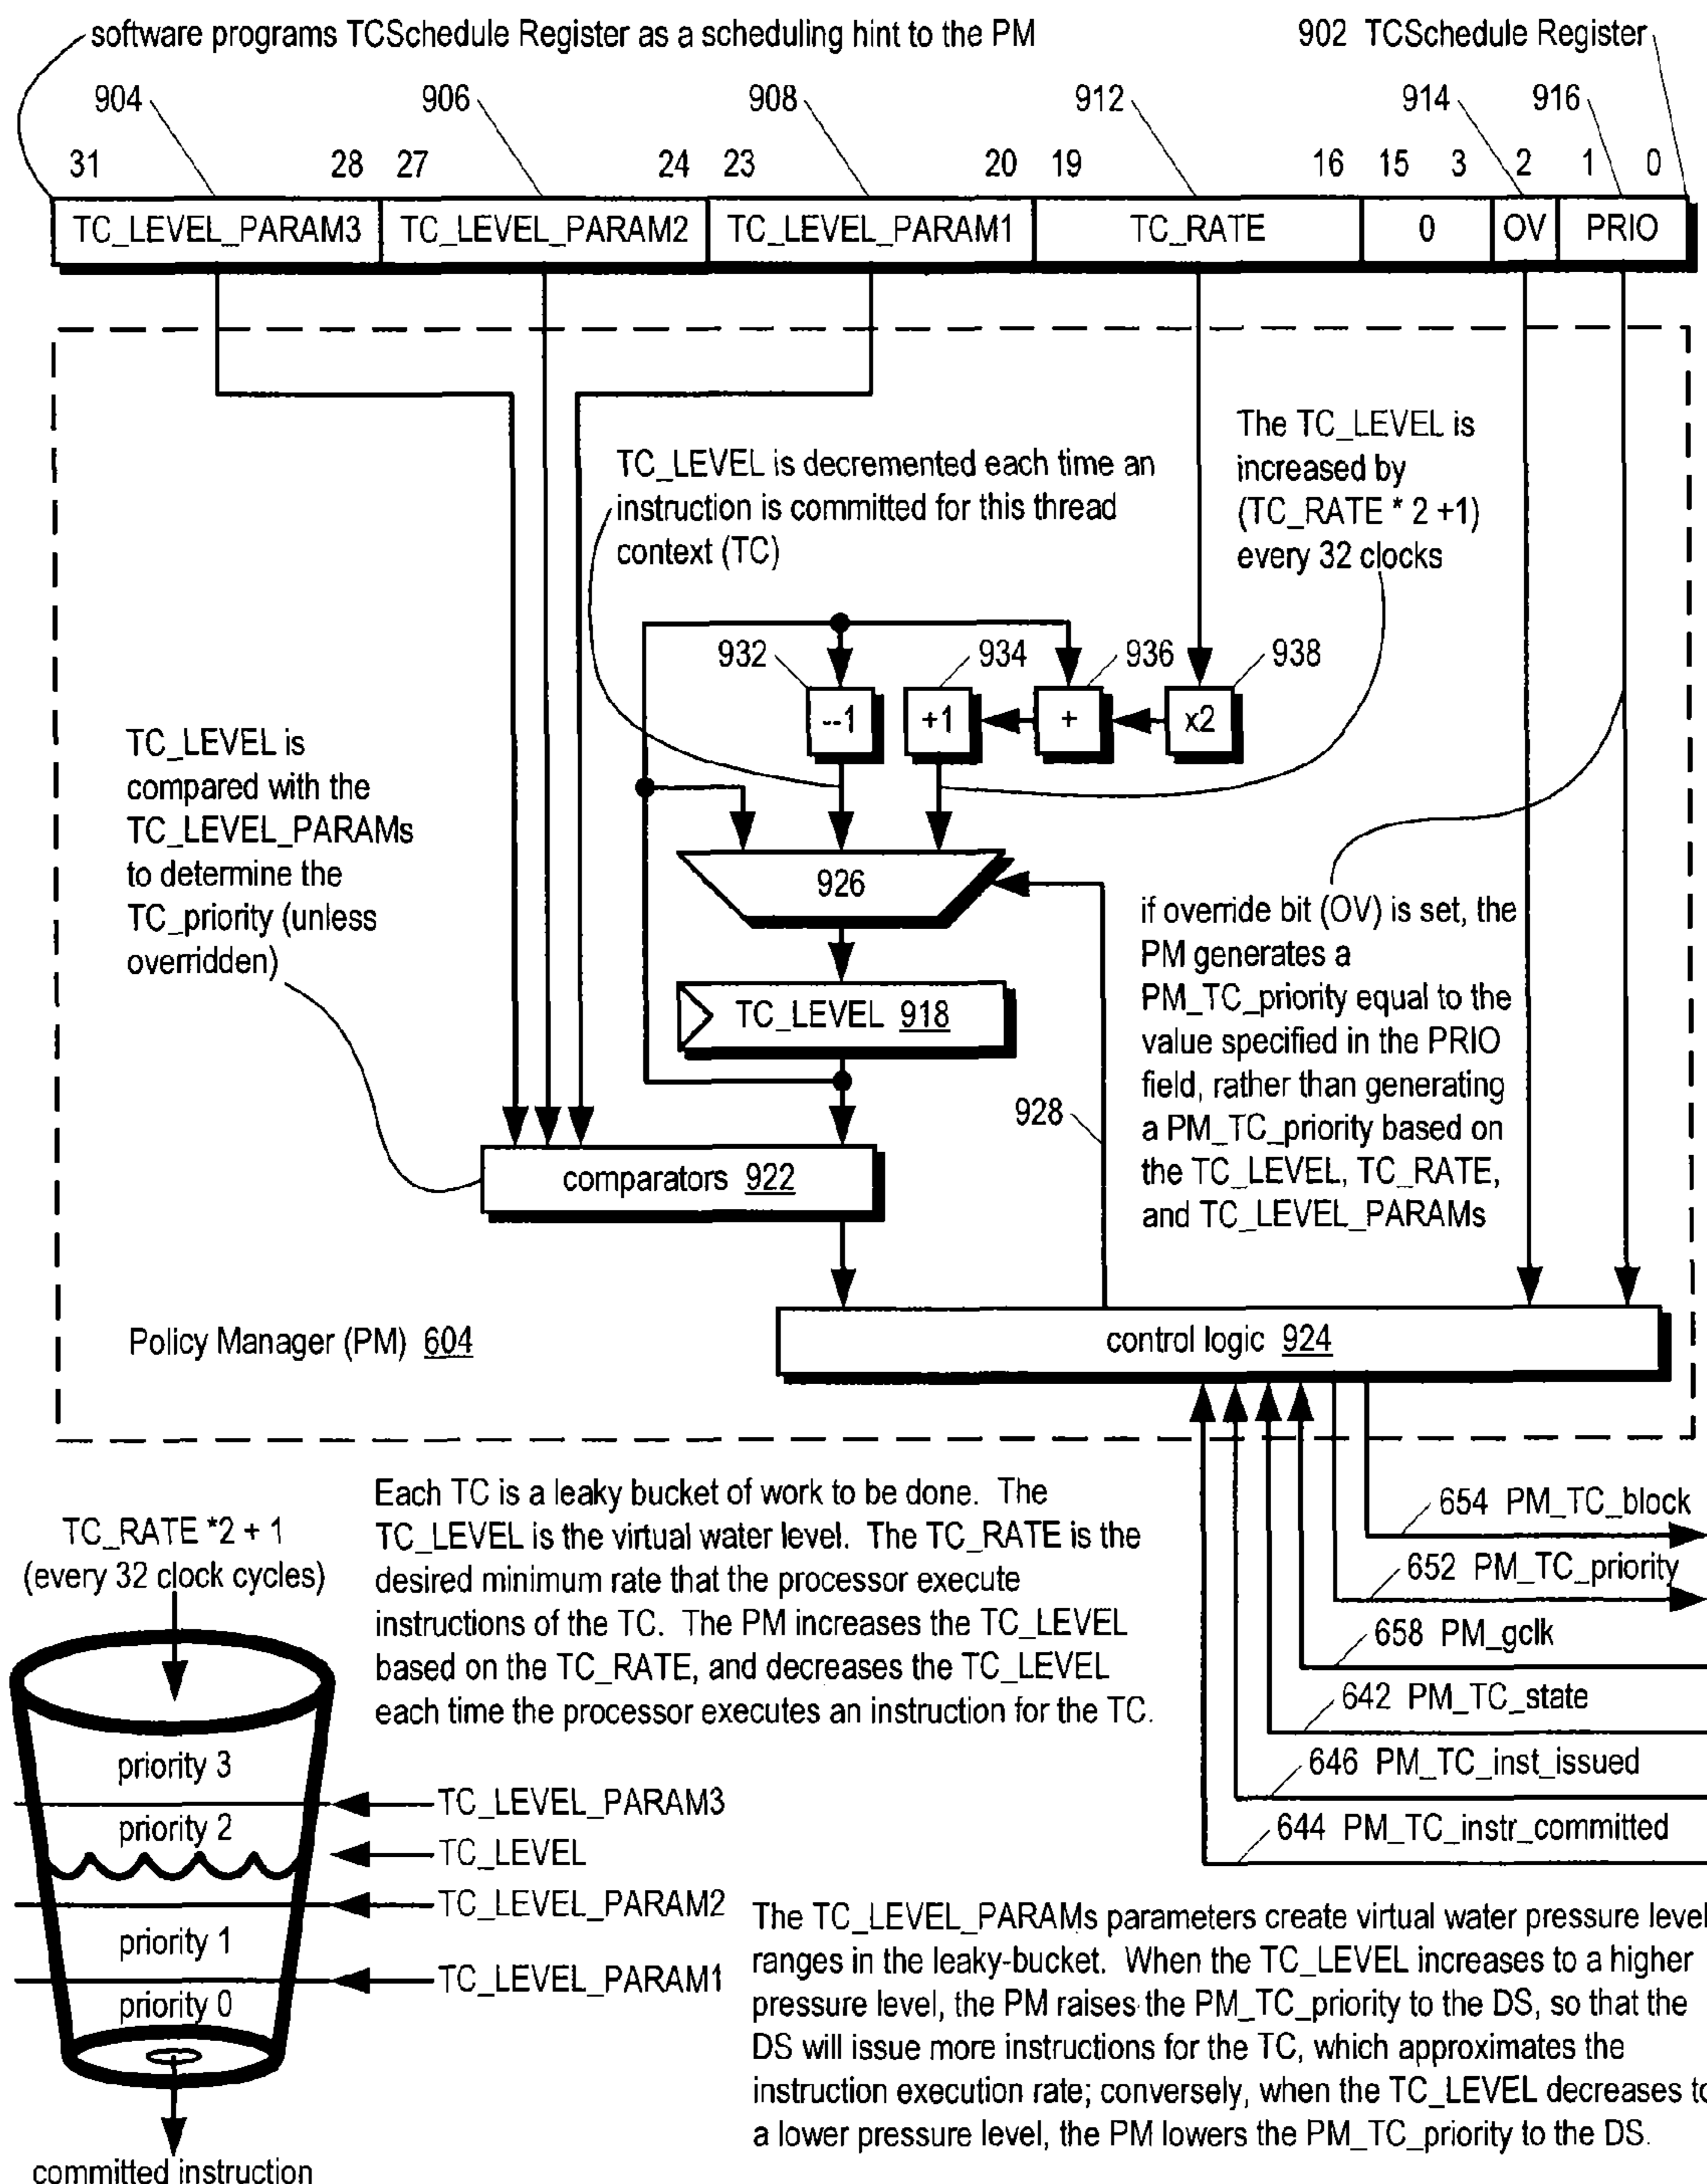 software programs TCSchedule Register as a scheduling hint to the PM
902 TCSchedule Register
904 906 908 912 914 916
31 28 27 24 23 20 19 16 15 3 2 1 0
TC_LEVEL_PARAM3 TC_LEVEL_PARAM2 TC_LEVEL_PARAM1 TC_RATE 0 OV PRIO
TC_LEVEL is decremented each time an
instruction is committed for this thread
context (TC)
The TC_LEVEL is
increased by
(TC_RATE * 2 +1)
every 32 clocks
932 934 936 938
--1 +1 + x2
TC_LEVEL is
compared with the
TC_LEVEL_PARAMs
to determine the
TC_priority (unless
overridden)
926
TC_LEVEL 918
928
if override bit (OV) is set, the
PM generates a
PM_TC_priority equal to the
value specified in the PRIO
field, rather than generating
a PM_TC_priority based on
the TC_LEVEL, TC_RATE,
and TC_LEVEL_PARAMs
comparators 922
Policy Manager (PM) 604
control logic 924
654 PM_TC_block
652 PM_TC_priority
658 PM_gclk
642 PM_TC_state
646 PM_TC_inst_issued
644 PM_TC_instr_committed
Each TC is a leaky bucket of work to be done. The
TC_LEVEL is the virtual water level. The TC_RATE is the
desired minimum rate that the processor execute
instructions of the TC. The PM increases the TC_LEVEL
based on the TC_RATE, and decreases the TC_LEVEL
each time the processor executes an instruction for the TC.
TC_RATE *2 + 1
(every 32 clock cycles)
priority 3
TC_LEVEL_PARAM3
priority 2
TC_LEVEL
TC_LEVEL_PARAM2
priority 1
TC_LEVEL_PARAM1
priority 0
committed instruction
The TC_LEVEL_PARAMs parameters create virtual water pressure level
ranges in the leaky-bucket. When the TC_LEVEL increases to a higher
pressure level, the PM raises the PM_TC_priority to the DS, so that the
DS will issue more instructions for the TC, which approximates the
instruction execution rate; conversely, when the TC_LEVEL decreases to
a lower pressure level, the PM lowers the PM_TC_priority to the DS.